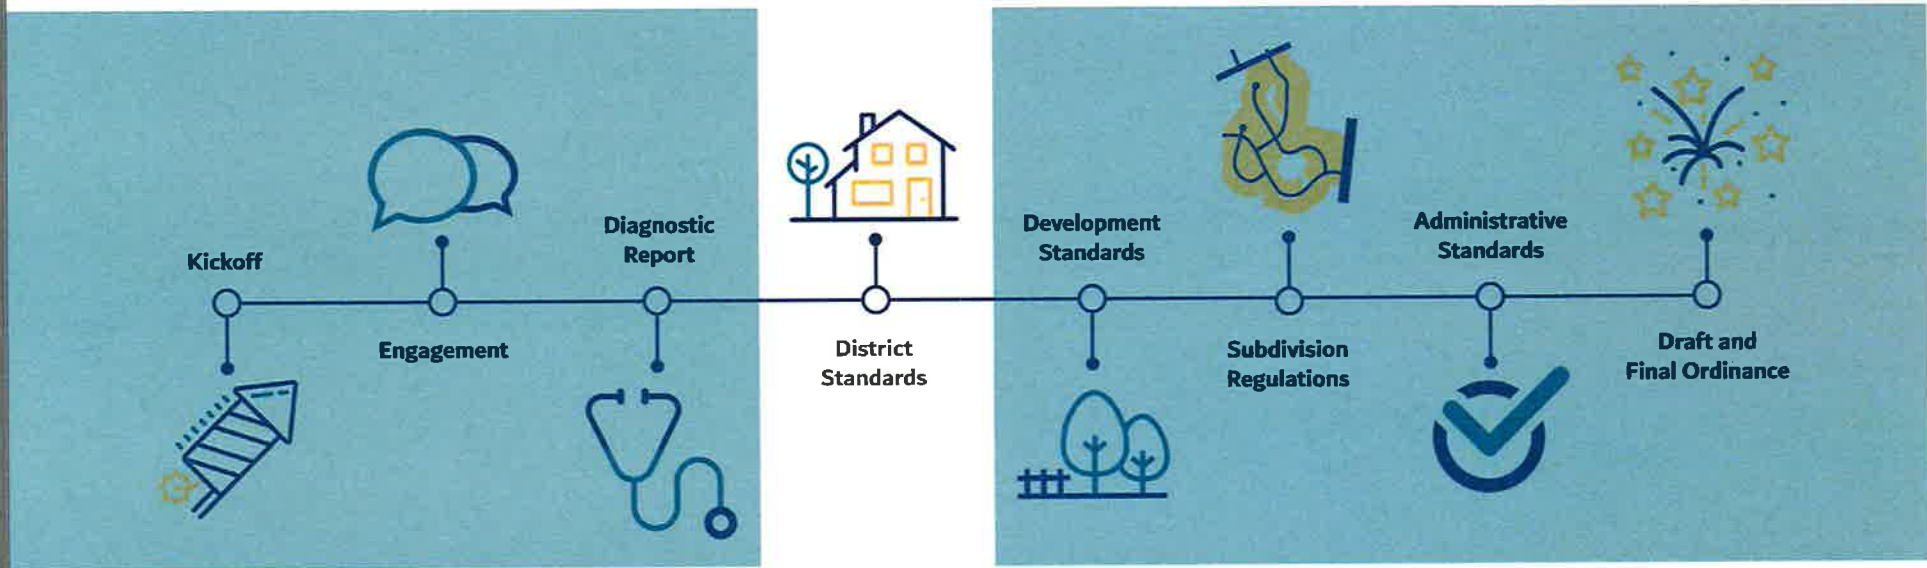 Kickoff
Engagement
Diagnostic
Report
District
Standards
Development
Standards
Subdivision
Regulations
Administrative
Standards
Draft and
Final Ordinance